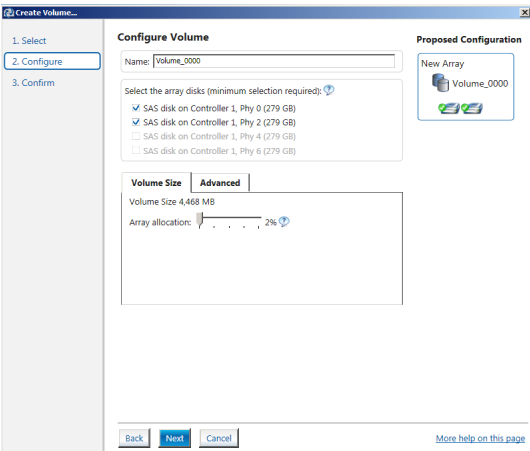 Create Volume...
1. Select
2. Configure
3. Confirm
Configure Volume
Name: Volume_0000
Select the array disks (minimum selection required):
SAS disk on Controller 1, Phy 0 (279 GB)
SAS disk on Controller 1, Phy 2 (279 GB)
SAS disk on Controller 1, Phy 4 (279 GB)
SAS disk on Controller 1, Phy 6 (279 GB)
Volume Size Advanced
Volume Size 4,468 MB
Array allocation: 2%
Proposed Configuration
New Array
Volume_0000
Back Next Cancel
More help on this page